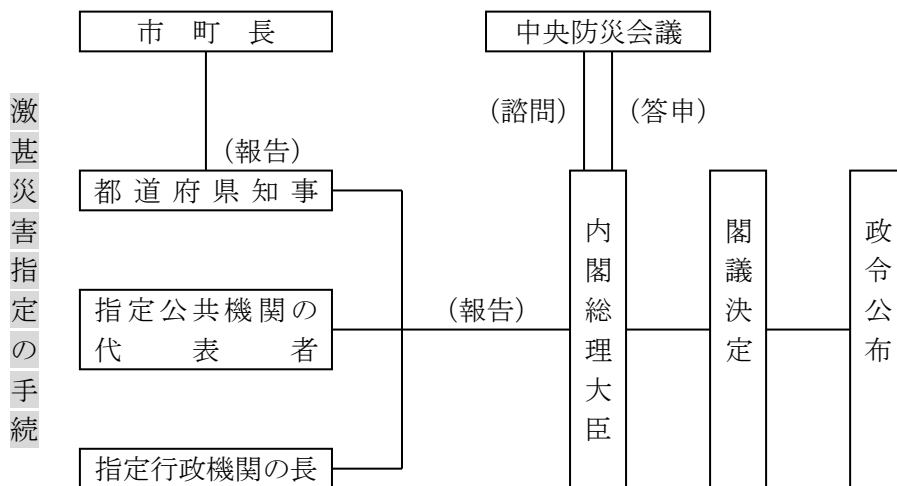 激甚災害指定の手続
市町長
中央防災会議
(諮問)
(答申)
(報告)
都道府県知事
指定公共機関の
代表者
(報告)
指定行政機関の長
内閣総理大臣
閣議決定
政令公布